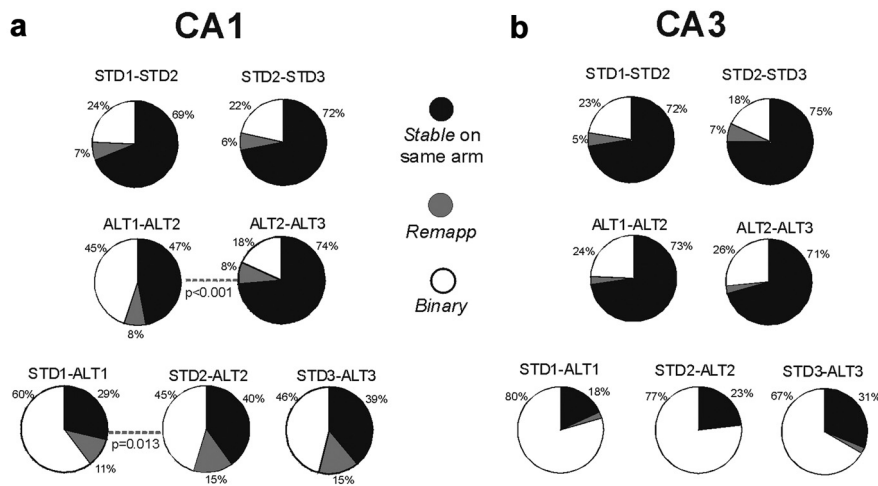 a CA1
STD1-STD2
24% 69%
7%
STD2-STD3
22% 72%
6%
ALT1-ALT2
45% 47%
8%
p<0.001
ALT2-ALT3
18% 74%
8%
STD1-ALT1
60% 29%
11%
p=0.013
STD2-ALT2
45% 40%
15%
STD3-ALT3
46% 39%
15%
Stable on
same arm
Remapp
Binary
b CA3
STD1-STD2
23% 72%
5%
STD2-STD3
18% 75%
7%
ALT1-ALT2
24% 73%
ALT2-ALT3
26% 71%
STD1-ALT1
80% 18%
STD2-ALT2
77% 23%
STD3-ALT3
67% 31%